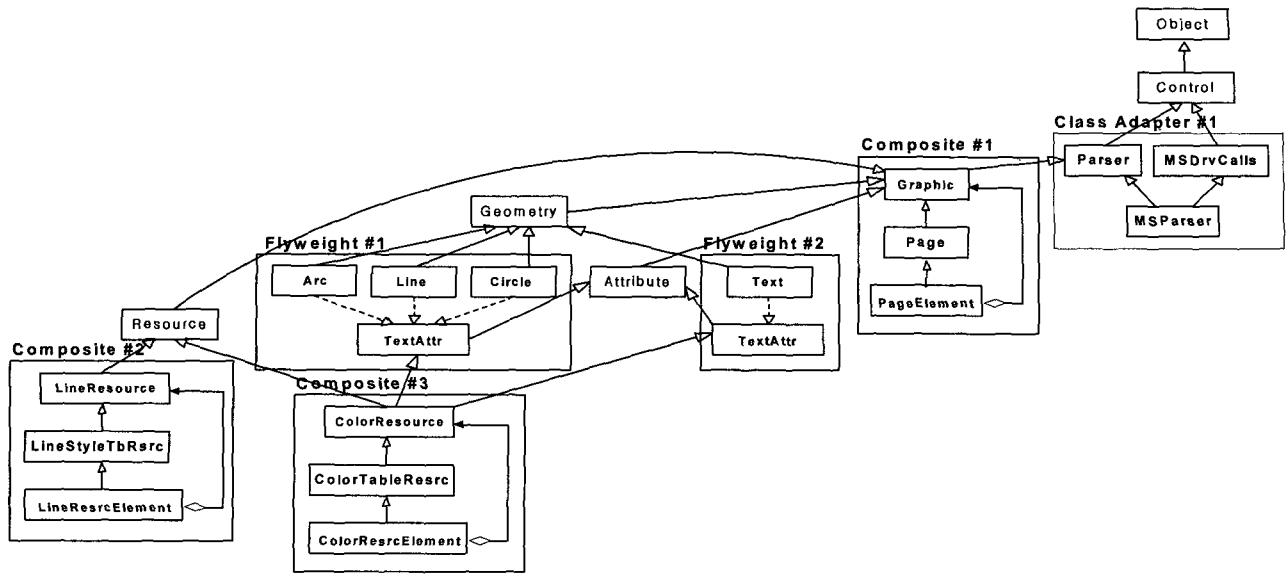 Object
Control
Class Adapter #1
Parser
MSDrvCalls
MSParser
Composite #1
Graphic
Page
PageElement
Geometry
Flyweight #1
Arc
Line
Circle
TextAttr
Attribute
Flyweight #2
Text
TextAttr
Resource
Composite #2
LineResource
LineStyleTbRsrc
LineResrcElement
Composite #3
ColorResource
ColorTableResrc
ColorResrcElement